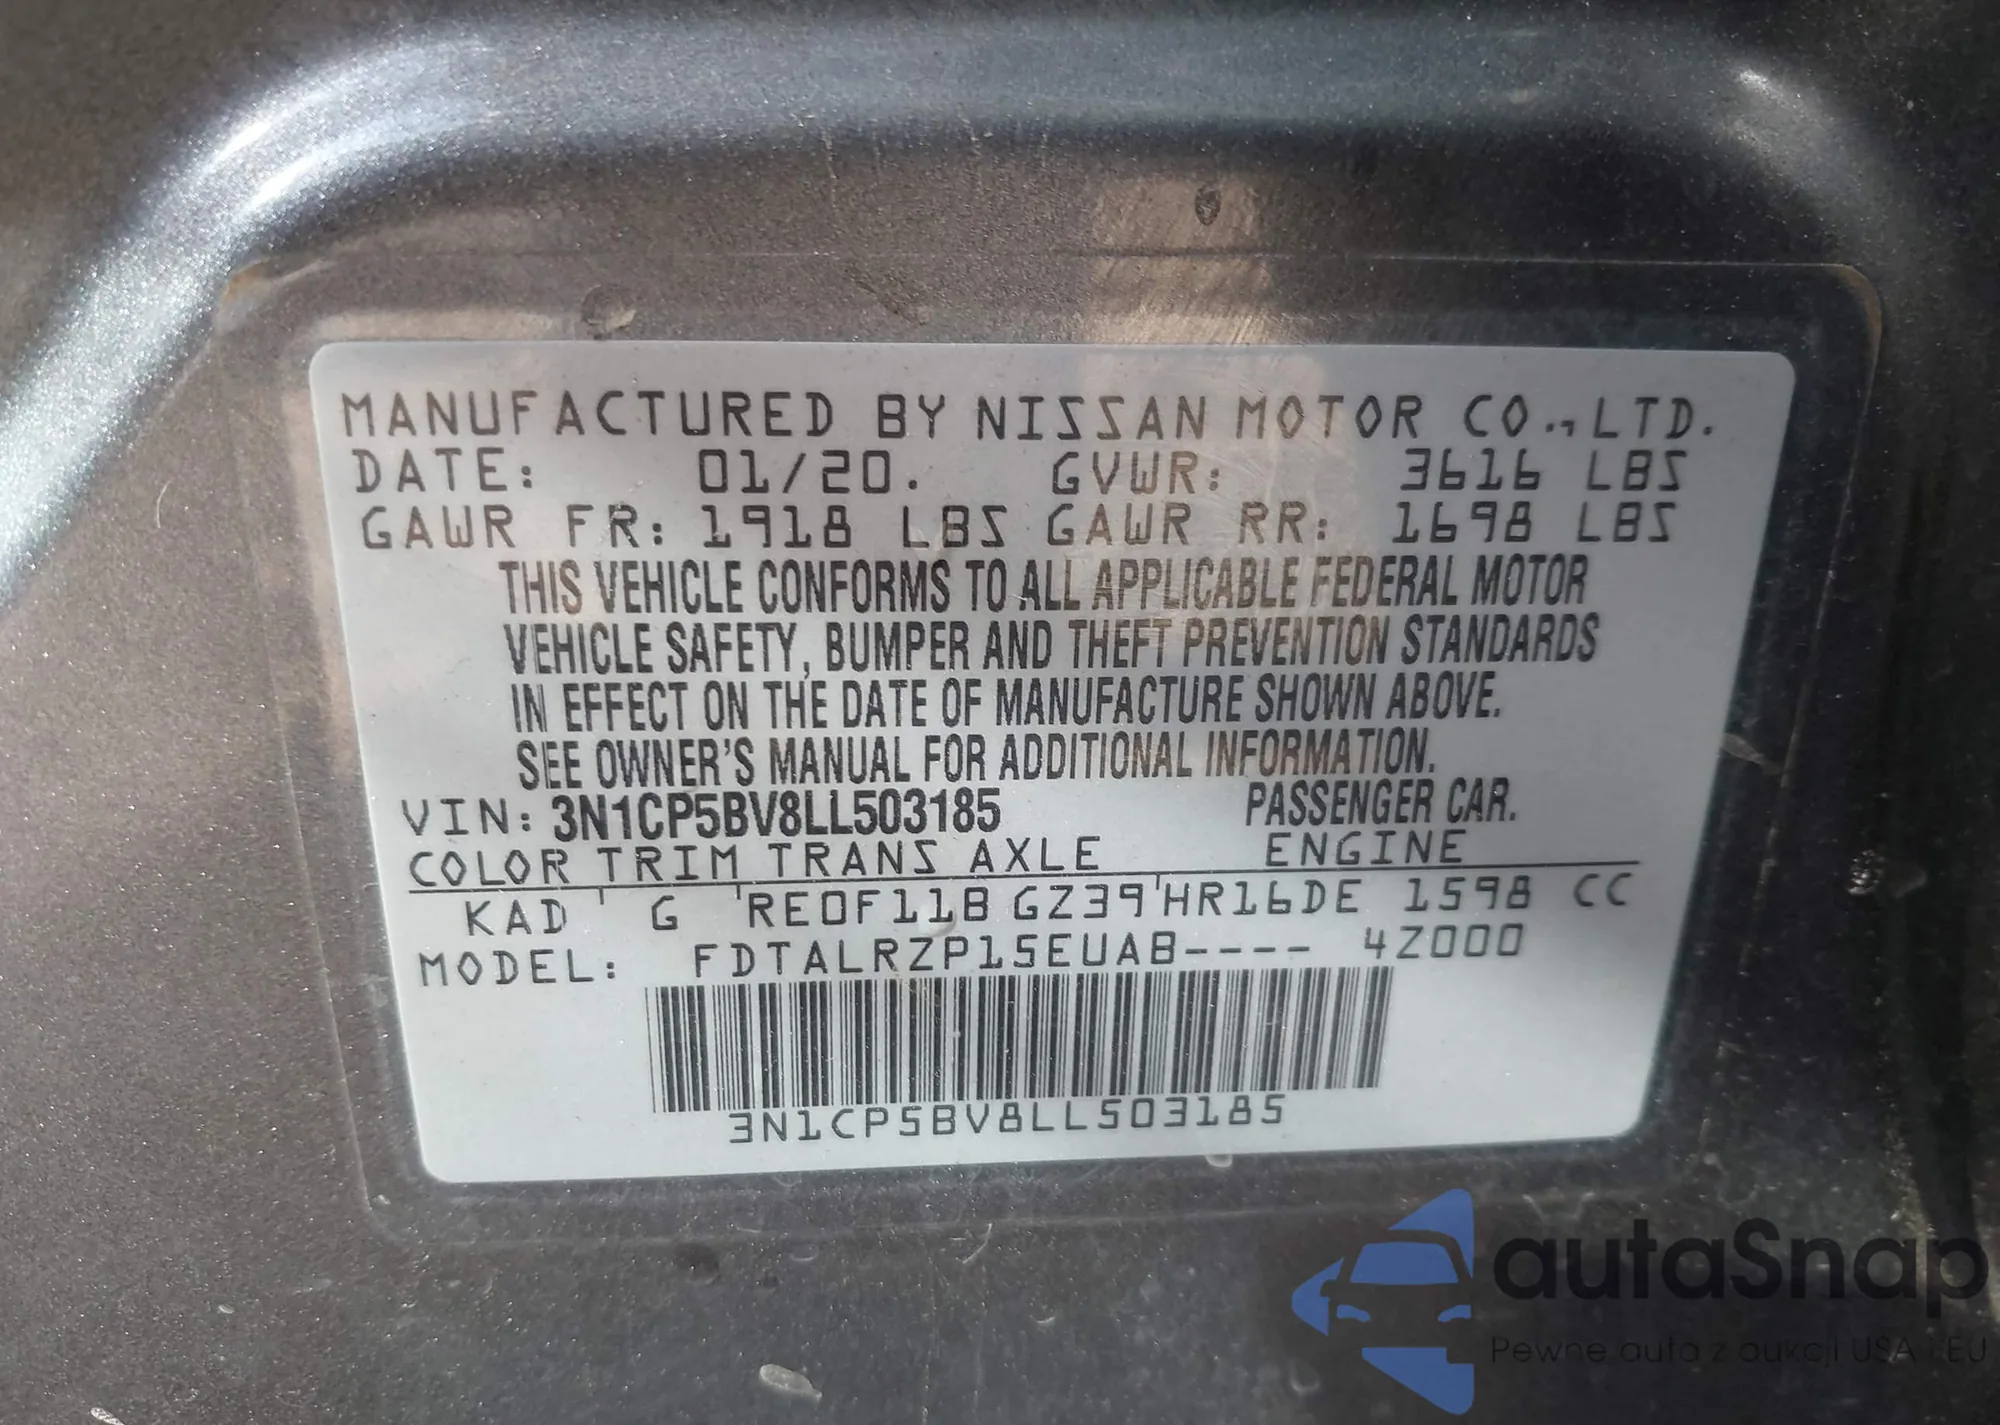 MANUFACTURED BY NISSAN MOTOR CO.,LTD.
DATE: 01/20. GVWR: 3616 LBS
GAWR FR: 1918 LBS GAWR RR: 1698 LBS
THIS VEHICLE CONFORMS TO ALL APPLICABLE FEDERAL MOTOR
VEHICLE SAFETY, BUMPER AND THEFT PREVENTION STANDARDS
IN EFFECT ON THE DATE OF MANUFACTURE SHOWN ABOVE.
SEE OWNER'S MANUAL FOR ADDITIONAL INFORMATION.
VIN: 3N1CP5BV8LL503185 PASSENGER CAR.
COLOR TRIM TRANS AXLE ENGINE
KAD G RE0F11B GZ39 HR16DE 1598 CC
MODEL: FDTALRZP15EUAB---- 4Z000
3N1CP5BV8LL503185
autaSnap
Pewne auta z aukcji USA i EU